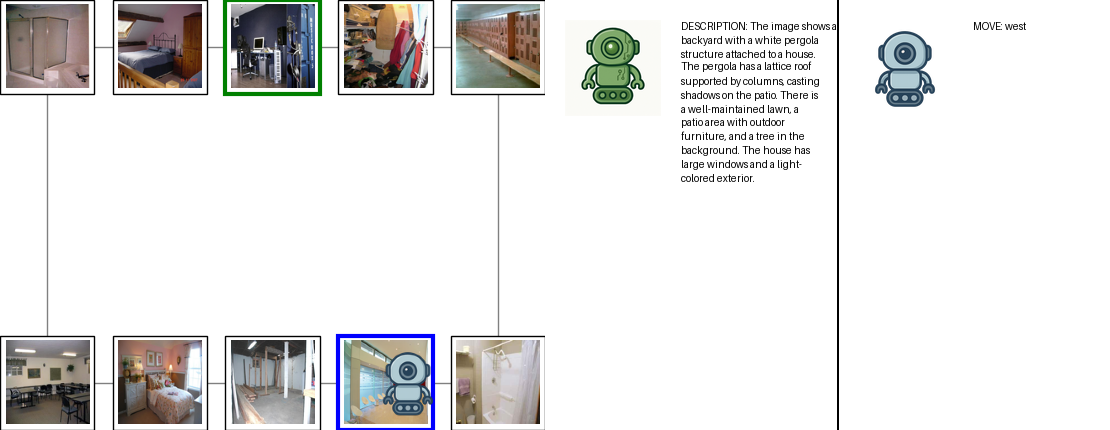 DESCRIPTION: The image shows a
backyard with a white pergola
structure attached to a house.
The pergola has a lattice roof
supported by columns, casting
shadows on the patio. There is
a well-maintained lawn, a
patio area with outdoor
furniture, and a tree in the
background. The house has
large windows and a light-
colored exterior.
MOVE: west